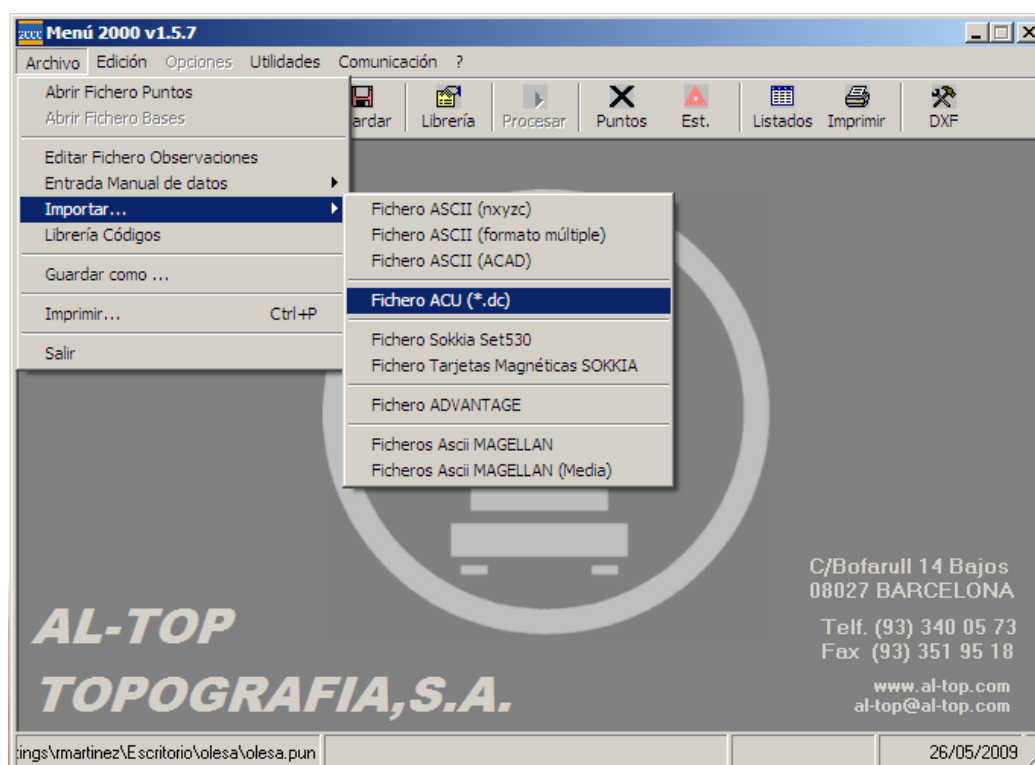 Menú 2000 v1.5.7
Archivo Edición Opciones Utilidades Comunicación ?
Abrir Fichero Puntos
Abrir Fichero Bases
Editar Fichero Observaciones
Entrada Manual de datos
Importar...
Librería Códigos
Guardar como ...
Imprimir... Ctrl+P
Salir
ardar Librería Procesar Puntos Est. Listados Imprimir DXF
Fichero ASCII (nxyzc)
Fichero ASCII (formato múltiple)
Fichero ASCII (ACAD)
Fichero ACU (*.dc)
Fichero Sokkia Set530
Fichero Tarjetas Magnéticas SOKKIA
Fichero ADVANTAGE
Ficheros Ascii MAGELLAN
Ficheros Ascii MAGELLAN (Media)
AL-TOP
TOPOGRAFIA,S.A.
C/Bofarull 14 Bajos
08027 BARCELONA
Telf. (93) 340 05 73
Fax (93) 351 95 18
www.al-top.com
al-top@al-top.com
ings\rmartinez\Escritorio\olesa\olesa.pun
26/05/2009